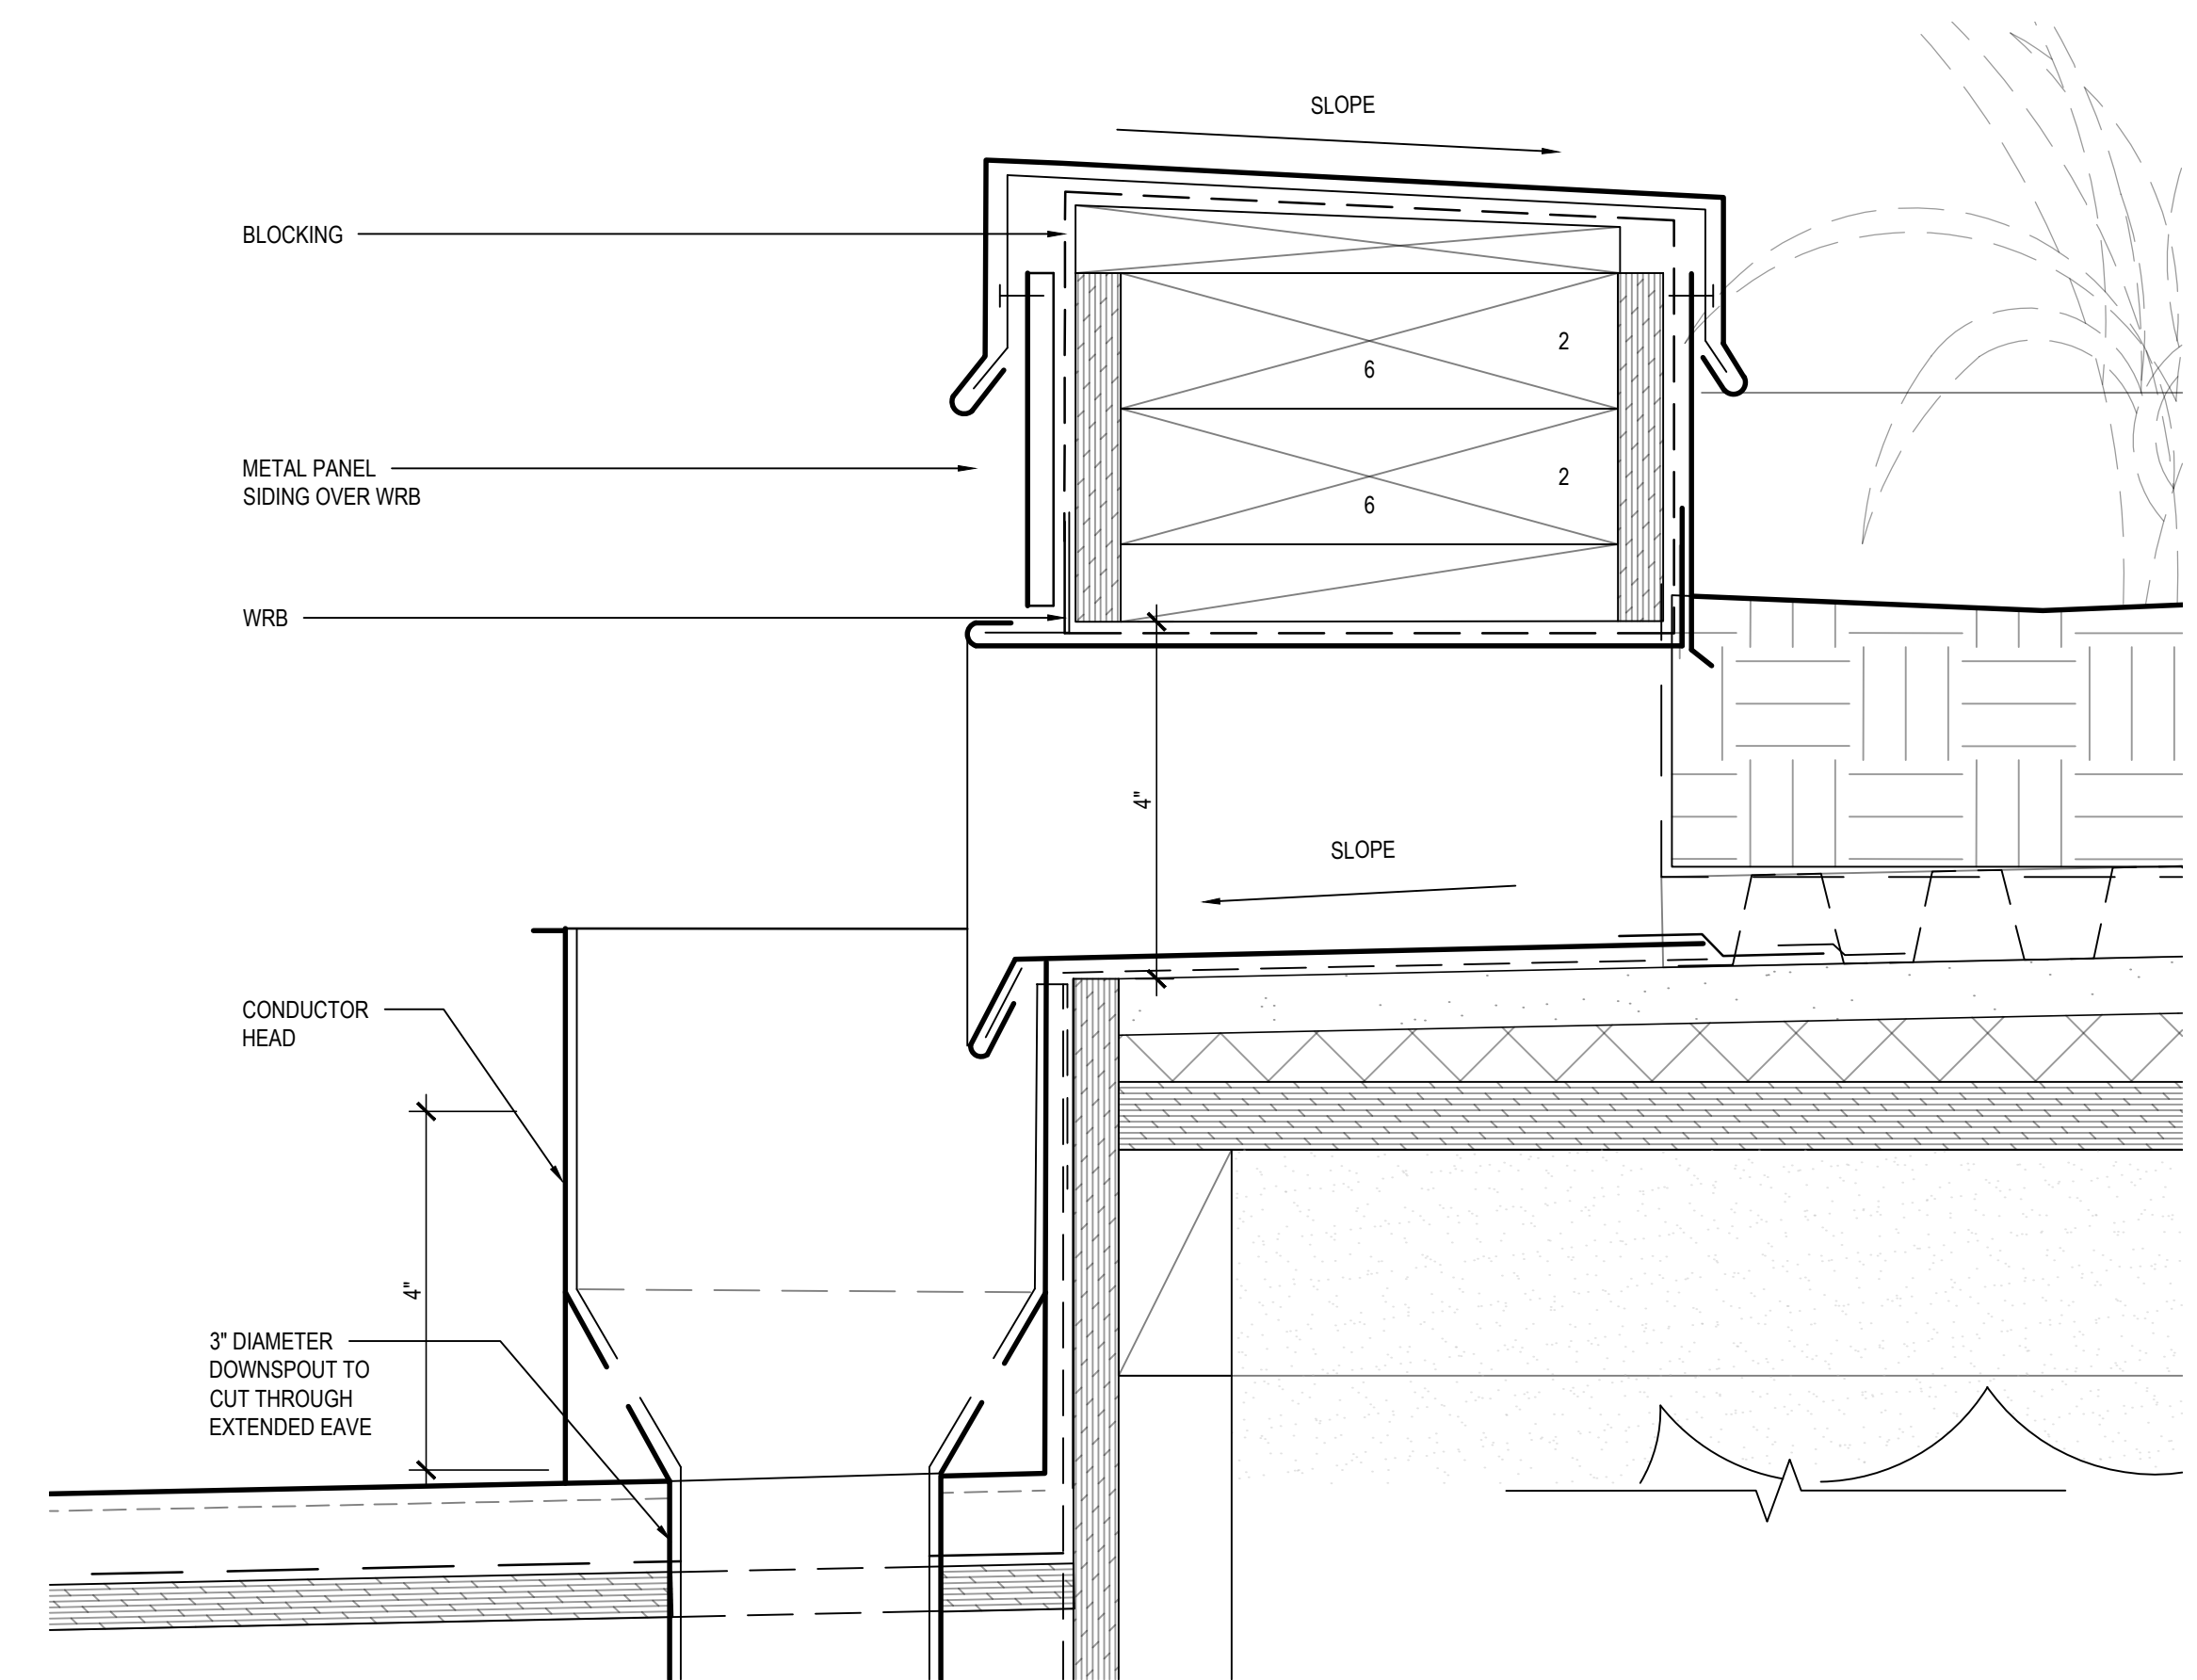 SLOPE
BLOCKING
2
6
METAL PANEL
SIDING OVER WRB
2
6
WRB
4"
SLOPE
CONDUCTOR
HEAD
4"
3" DIAMETER
DOWNSPOUT TO
CUT THROUGH
EXTENDED EAVE